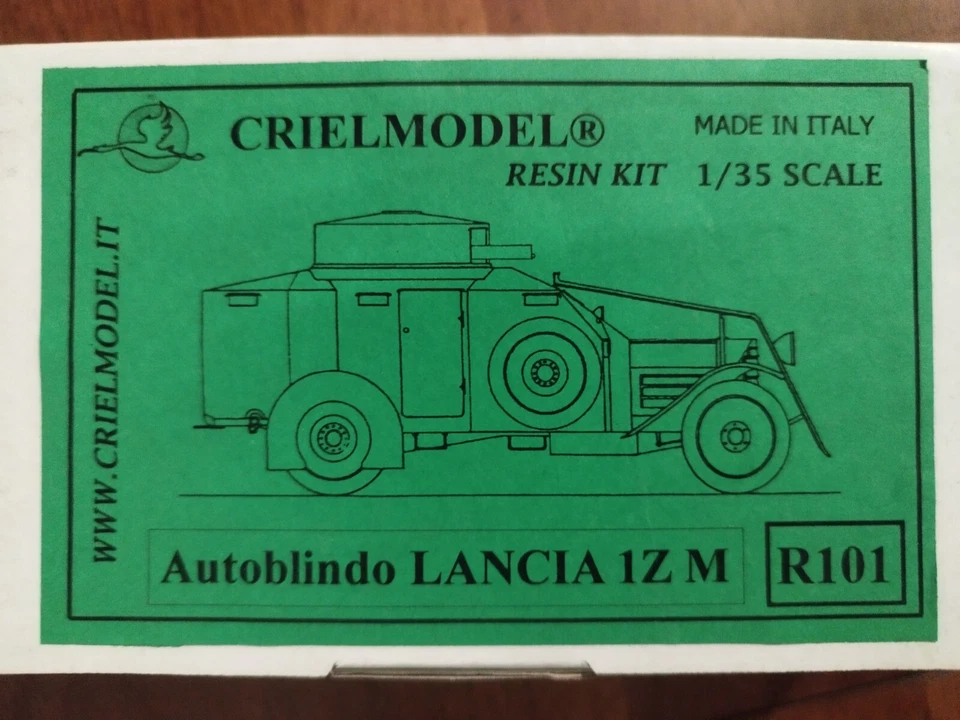 CRIELMODEL®
MADE IN ITALY
RESIN KIT 1/35 SCALE
WWW.CRIELMODEL.IT
Autoblindo LANCIA 1Z M
R101